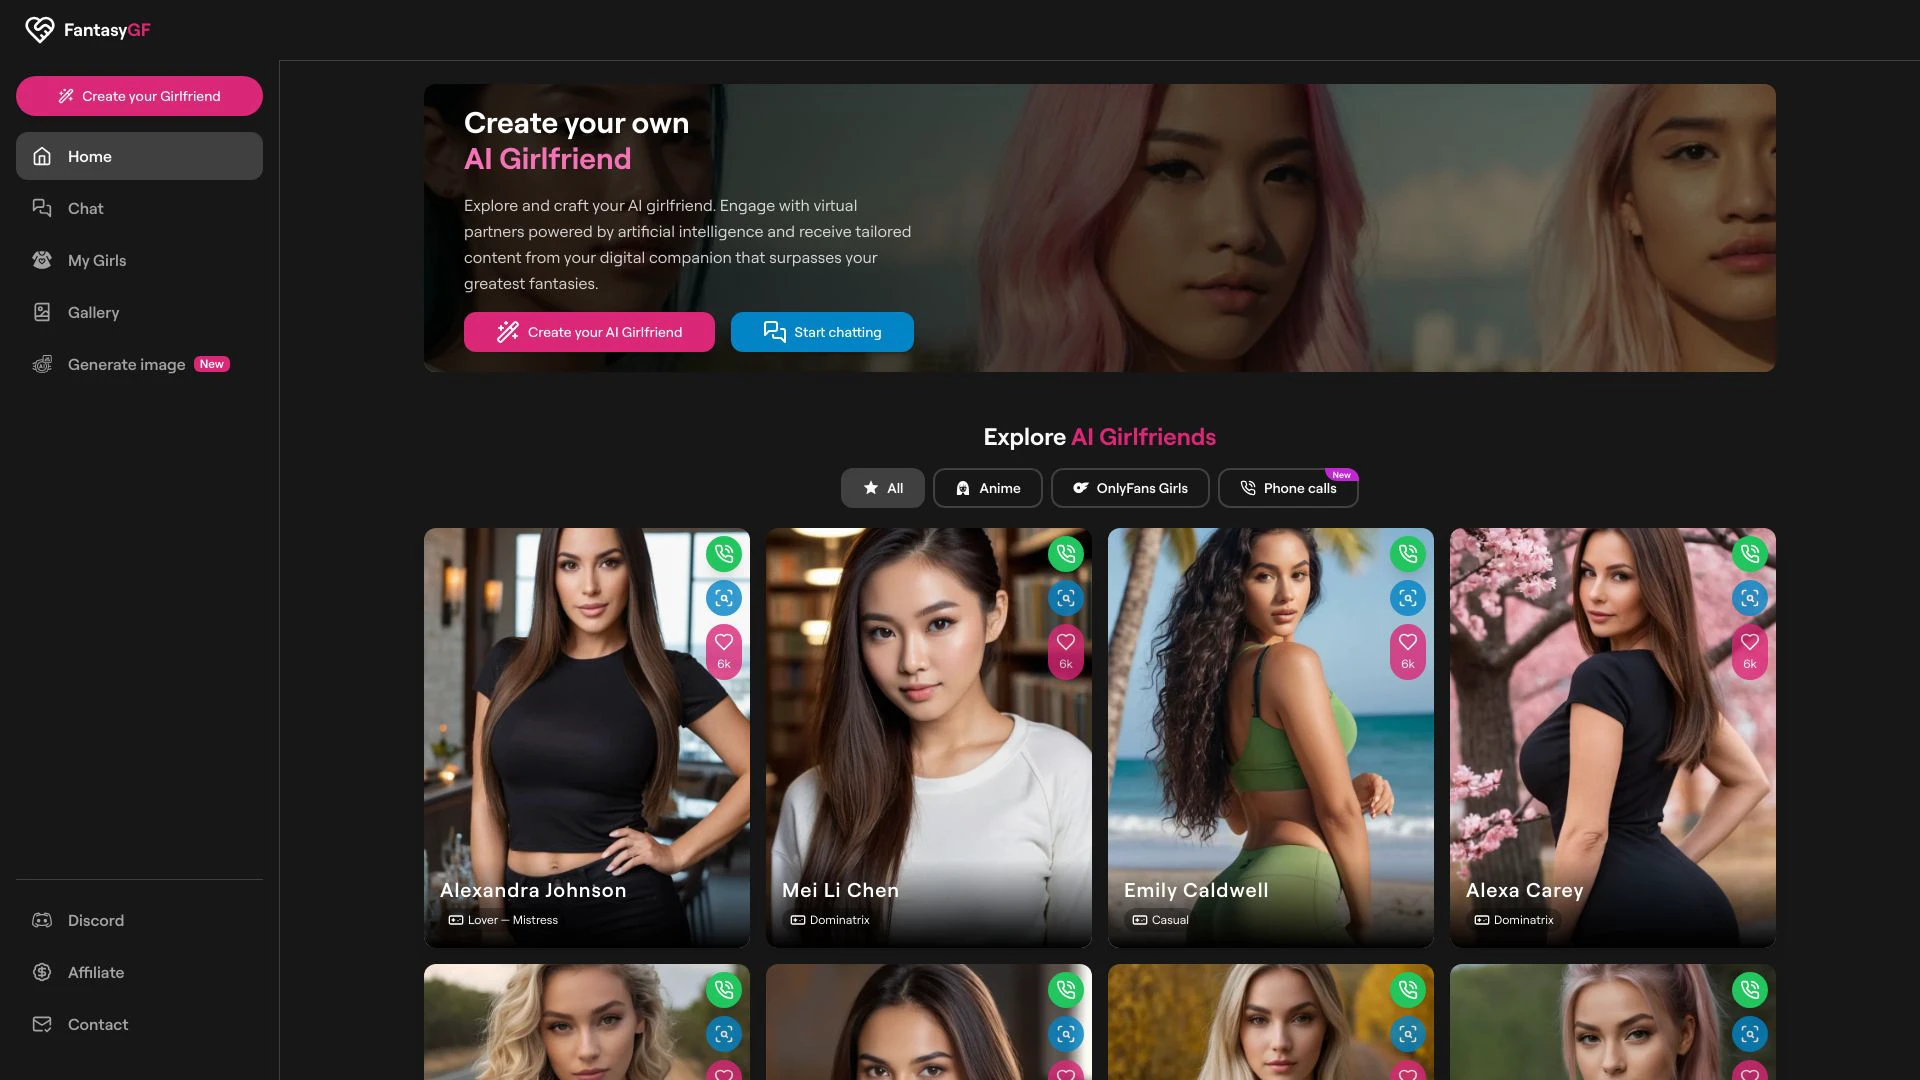 FantasyGF
Create your Girlfriend
Home
Chat
My Girls
Gallery
Generate image New
Discord
Affiliate
Contact
Create your own
AI Girlfriend
Explore and craft your AI girlfriend. Engage with virtual
partners powered by artificial intelligence and receive tailored
content from your digital companion that surpasses your
greatest fantasies.
Create your AI Girlfriend
Start chatting
Explore AI Girlfriends
All
Anime
OnlyFans Girls
Phone calls
New
6k
Alexandra Johnson
Lover — Mistress
6k
Mei Li Chen
Dominatrix
6k
Emily Caldwell
Casual
6k
Alexa Carey
Dominatrix